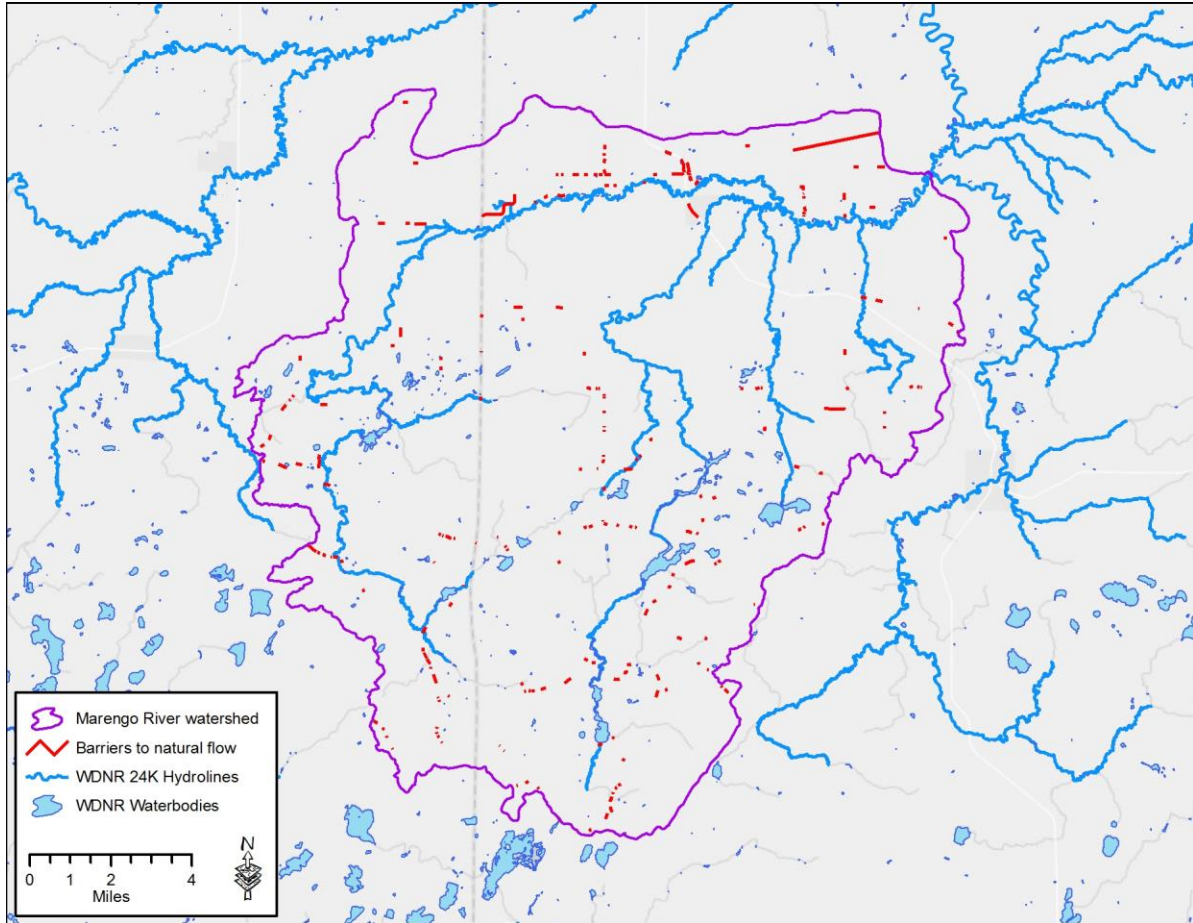 Marengo River watershed
Barriers to natural flow
WDNR 24K Hydrolines
WDNR Waterbodies
N
0 1 2 4
Miles